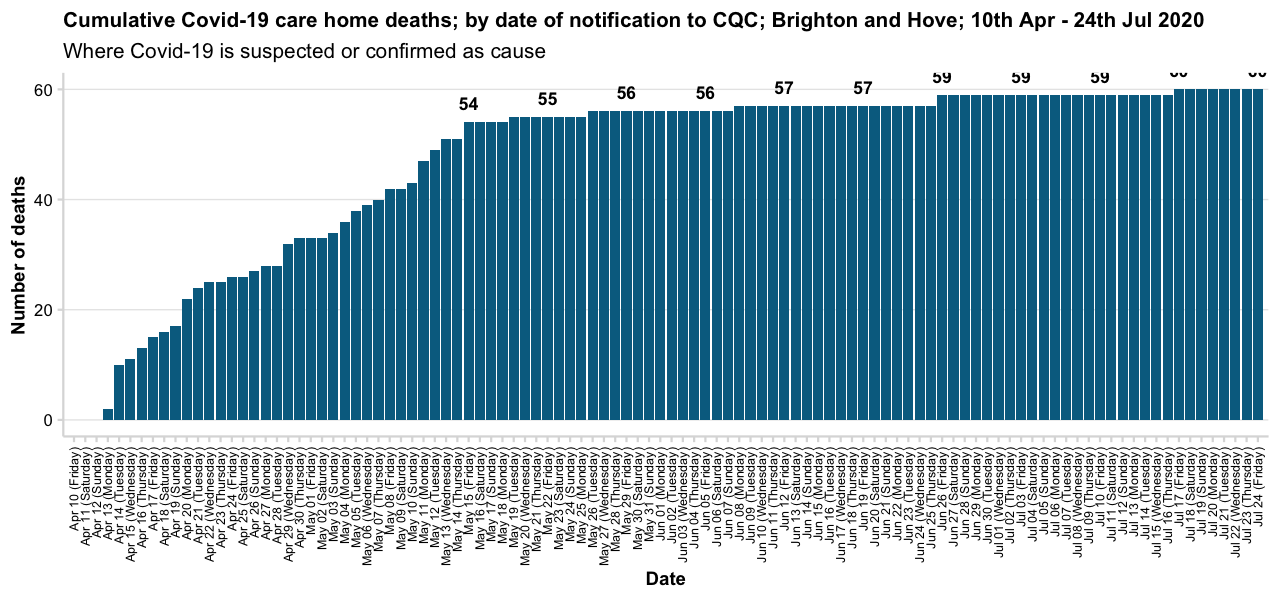 Cumulative Covid-19 care home deaths; by date of notification to CQC; Brighton and Hove; 10th Apr - 24th Jul 2020
Where Covid-19 is suspected or confirmed as cause
Number of deaths
60
40
20
0
54
55
56
56
57
57
59
59
59
Apr 10 (Friday)
Apr 11 (Saturday)
Apr 12 (Sunday)
Apr 13 (Monday)
Apr 14 (Tuesday)
Apr 15 (Wednesday)
Apr 16 (Thursday)
Apr 17 (Friday)
Apr 18 (Saturday)
Apr 19 (Sunday)
Apr 20 (Monday)
Apr 21 (Tuesday)
Apr 22 (Wednesday)
Apr 23 (Thursday)
Apr 24 (Friday)
Apr 25 (Saturday)
Apr 26 (Sunday)
Apr 27 (Monday)
Apr 28 (Tuesday)
Apr 29 (Wednesday)
Apr 30 (Thursday)
May 01 (Friday)
May 02 (Saturday)
May 03 (Sunday)
May 04 (Monday)
May 05 (Tuesday)
May 06 (Wednesday)
May 07 (Thursday)
May 08 (Friday)
May 09 (Saturday)
May 10 (Sunday)
May 11 (Monday)
May 12 (Tuesday)
May 13 (Wednesday)
May 14 (Thursday)
May 15 (Friday)
May 16 (Saturday)
May 17 (Sunday)
May 18 (Monday)
May 19 (Tuesday)
May 20 (Wednesday)
May 21 (Thursday)
May 22 (Friday)
May 23 (Saturday)
May 24 (Sunday)
May 25 (Monday)
May 26 (Tuesday)
May 27 (Wednesday)
May 28 (Thursday)
May 29 (Friday)
May 30 (Saturday)
May 31 (Sunday)
Jun 01 (Monday)
Jun 02 (Tuesday)
Jun 03 (Wednesday)
Jun 04 (Thursday)
Jun 05 (Friday)
Jun 06 (Saturday)
Jun 07 (Sunday)
Jun 08 (Monday)
Jun 09 (Tuesday)
Jun 10 (Wednesday)
Jun 11 (Thursday)
Jun 12 (Friday)
Jun 13 (Saturday)
Jun 14 (Sunday)
Jun 15 (Monday)
Jun 16 (Tuesday)
Jun 17 (Wednesday)
Jun 18 (Thursday)
Jun 19 (Friday)
Jun 20 (Saturday)
Jun 21 (Sunday)
Jun 22 (Monday)
Jun 23 (Tuesday)
Jun 24 (Wednesday)
Jun 25 (Thursday)
Jun 26 (Friday)
Jun 27 (Saturday)
Jun 28 (Sunday)
Jun 29 (Monday)
Jun 30 (Tuesday)
Jul 01 (Wednesday)
Jul 02 (Thursday)
Jul 03 (Friday)
Jul 04 (Saturday)
Jul 05 (Sunday)
Jul 06 (Monday)
Jul 07 (Tuesday)
Jul 08 (Wednesday)
Jul 09 (Thursday)
Jul 10 (Friday)
Jul 11 (Saturday)
Jul 12 (Sunday)
Jul 13 (Monday)
Jul 14 (Tuesday)
Jul 15 (Wednesday)
Jul 16 (Thursday)
Jul 17 (Friday)
Jul 18 (Saturday)
Jul 19 (Sunday)
Jul 20 (Monday)
Jul 21 (Tuesday)
Jul 22 (Wednesday)
Jul 23 (Thursday)
Jul 24 (Friday)
Date